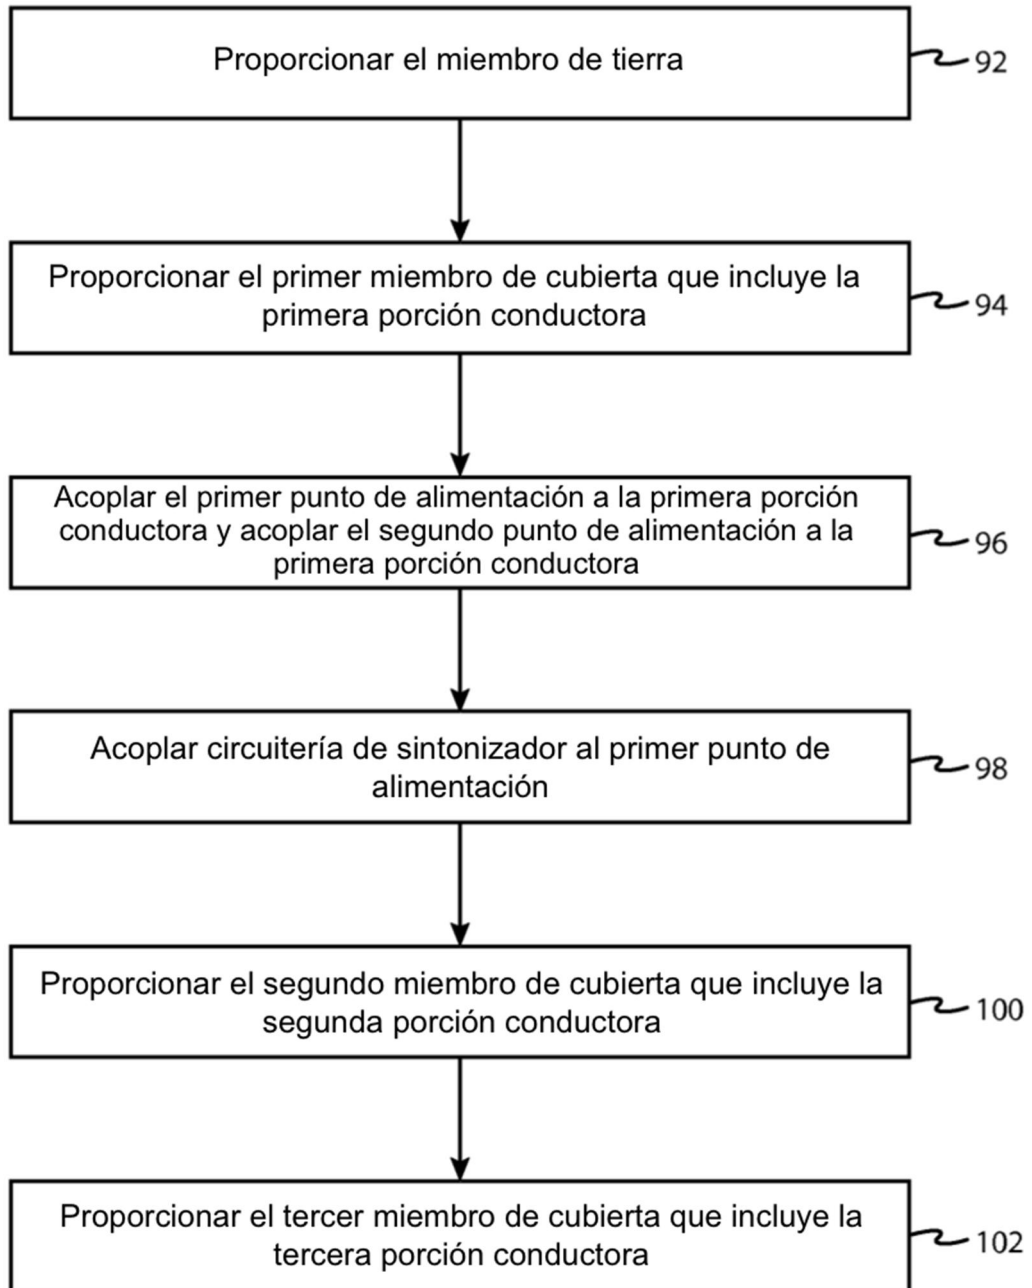 Proporcionar el miembro de tierra
92
Proporcionar el primer miembro de cubierta que incluye la
primera porción conductora
94
Acoplar el primer punto de alimentación a la primera porción
conductora y acoplar el segundo punto de alimentación a la
primera porción conductora
96
Acoplar circuitería de sintonizador al primer punto de
alimentación
98
Proporcionar el segundo miembro de cubierta que incluye la
segunda porción conductora
100
Proporcionar el tercer miembro de cubierta que incluye la
tercera porción conductora
102